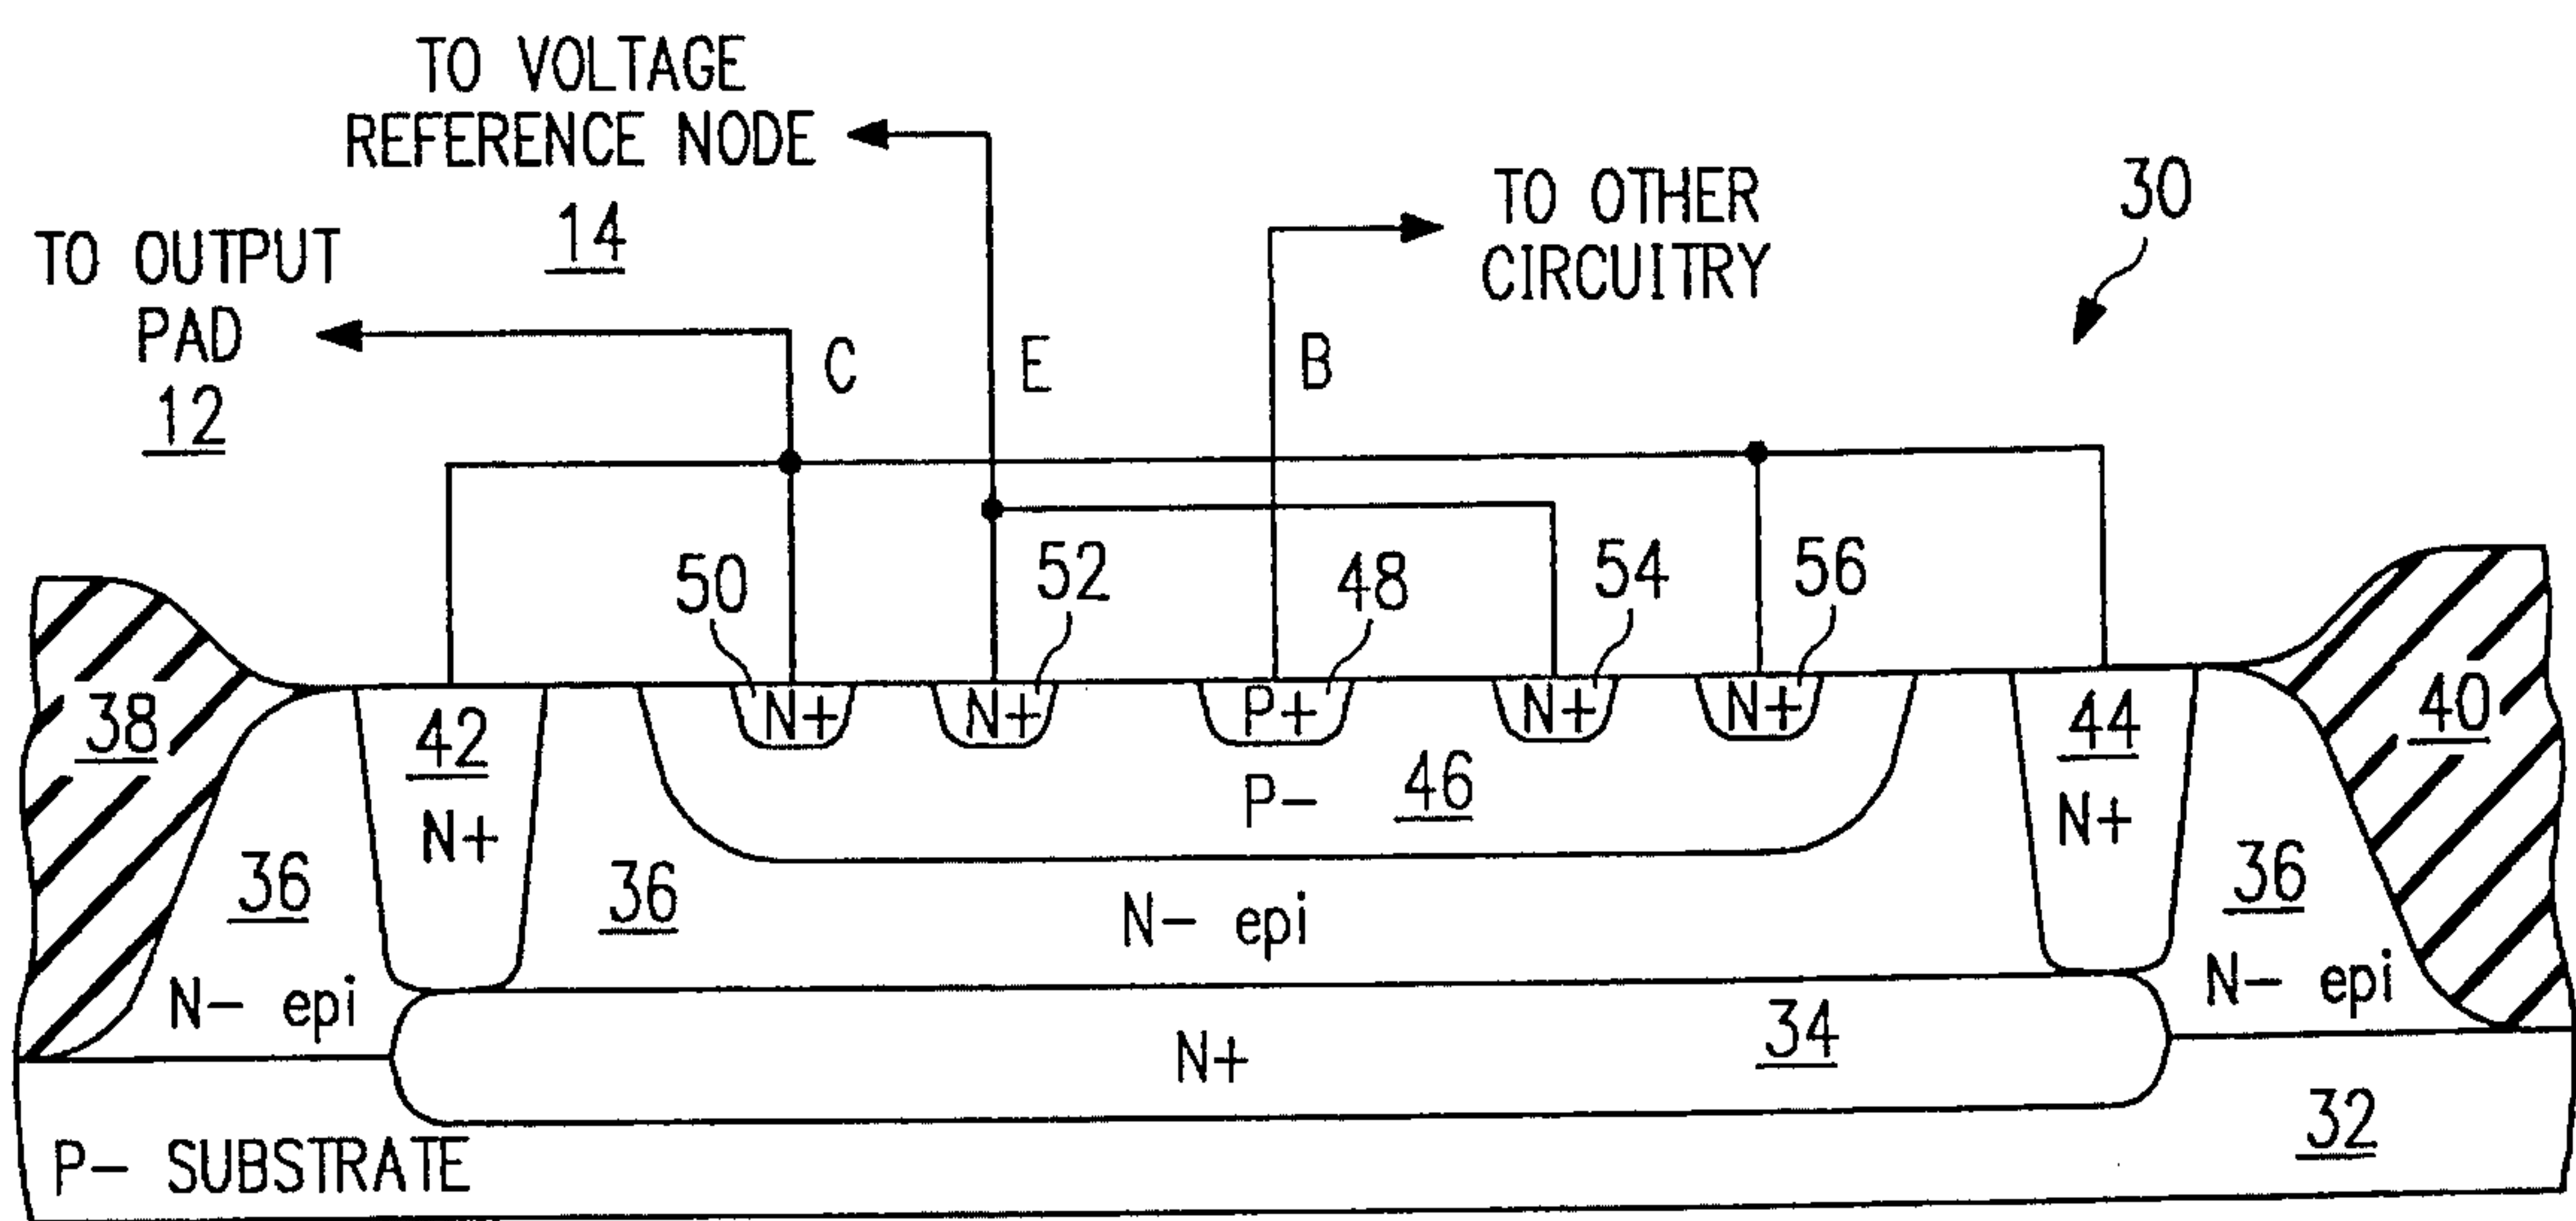 TO VOLTAGE
REFERENCE NODE
14
TO OUTPUT
PAD
12
TO OTHER
CIRCUITRY
30
C
E
B
50
52
48
54
56
38
42
N+
N+
N+
P+
N+
N+
44
N+
40
P-
46
36
N- epi
36
N- epi
36
N- epi
N+
34
P- SUBSTRATE
32